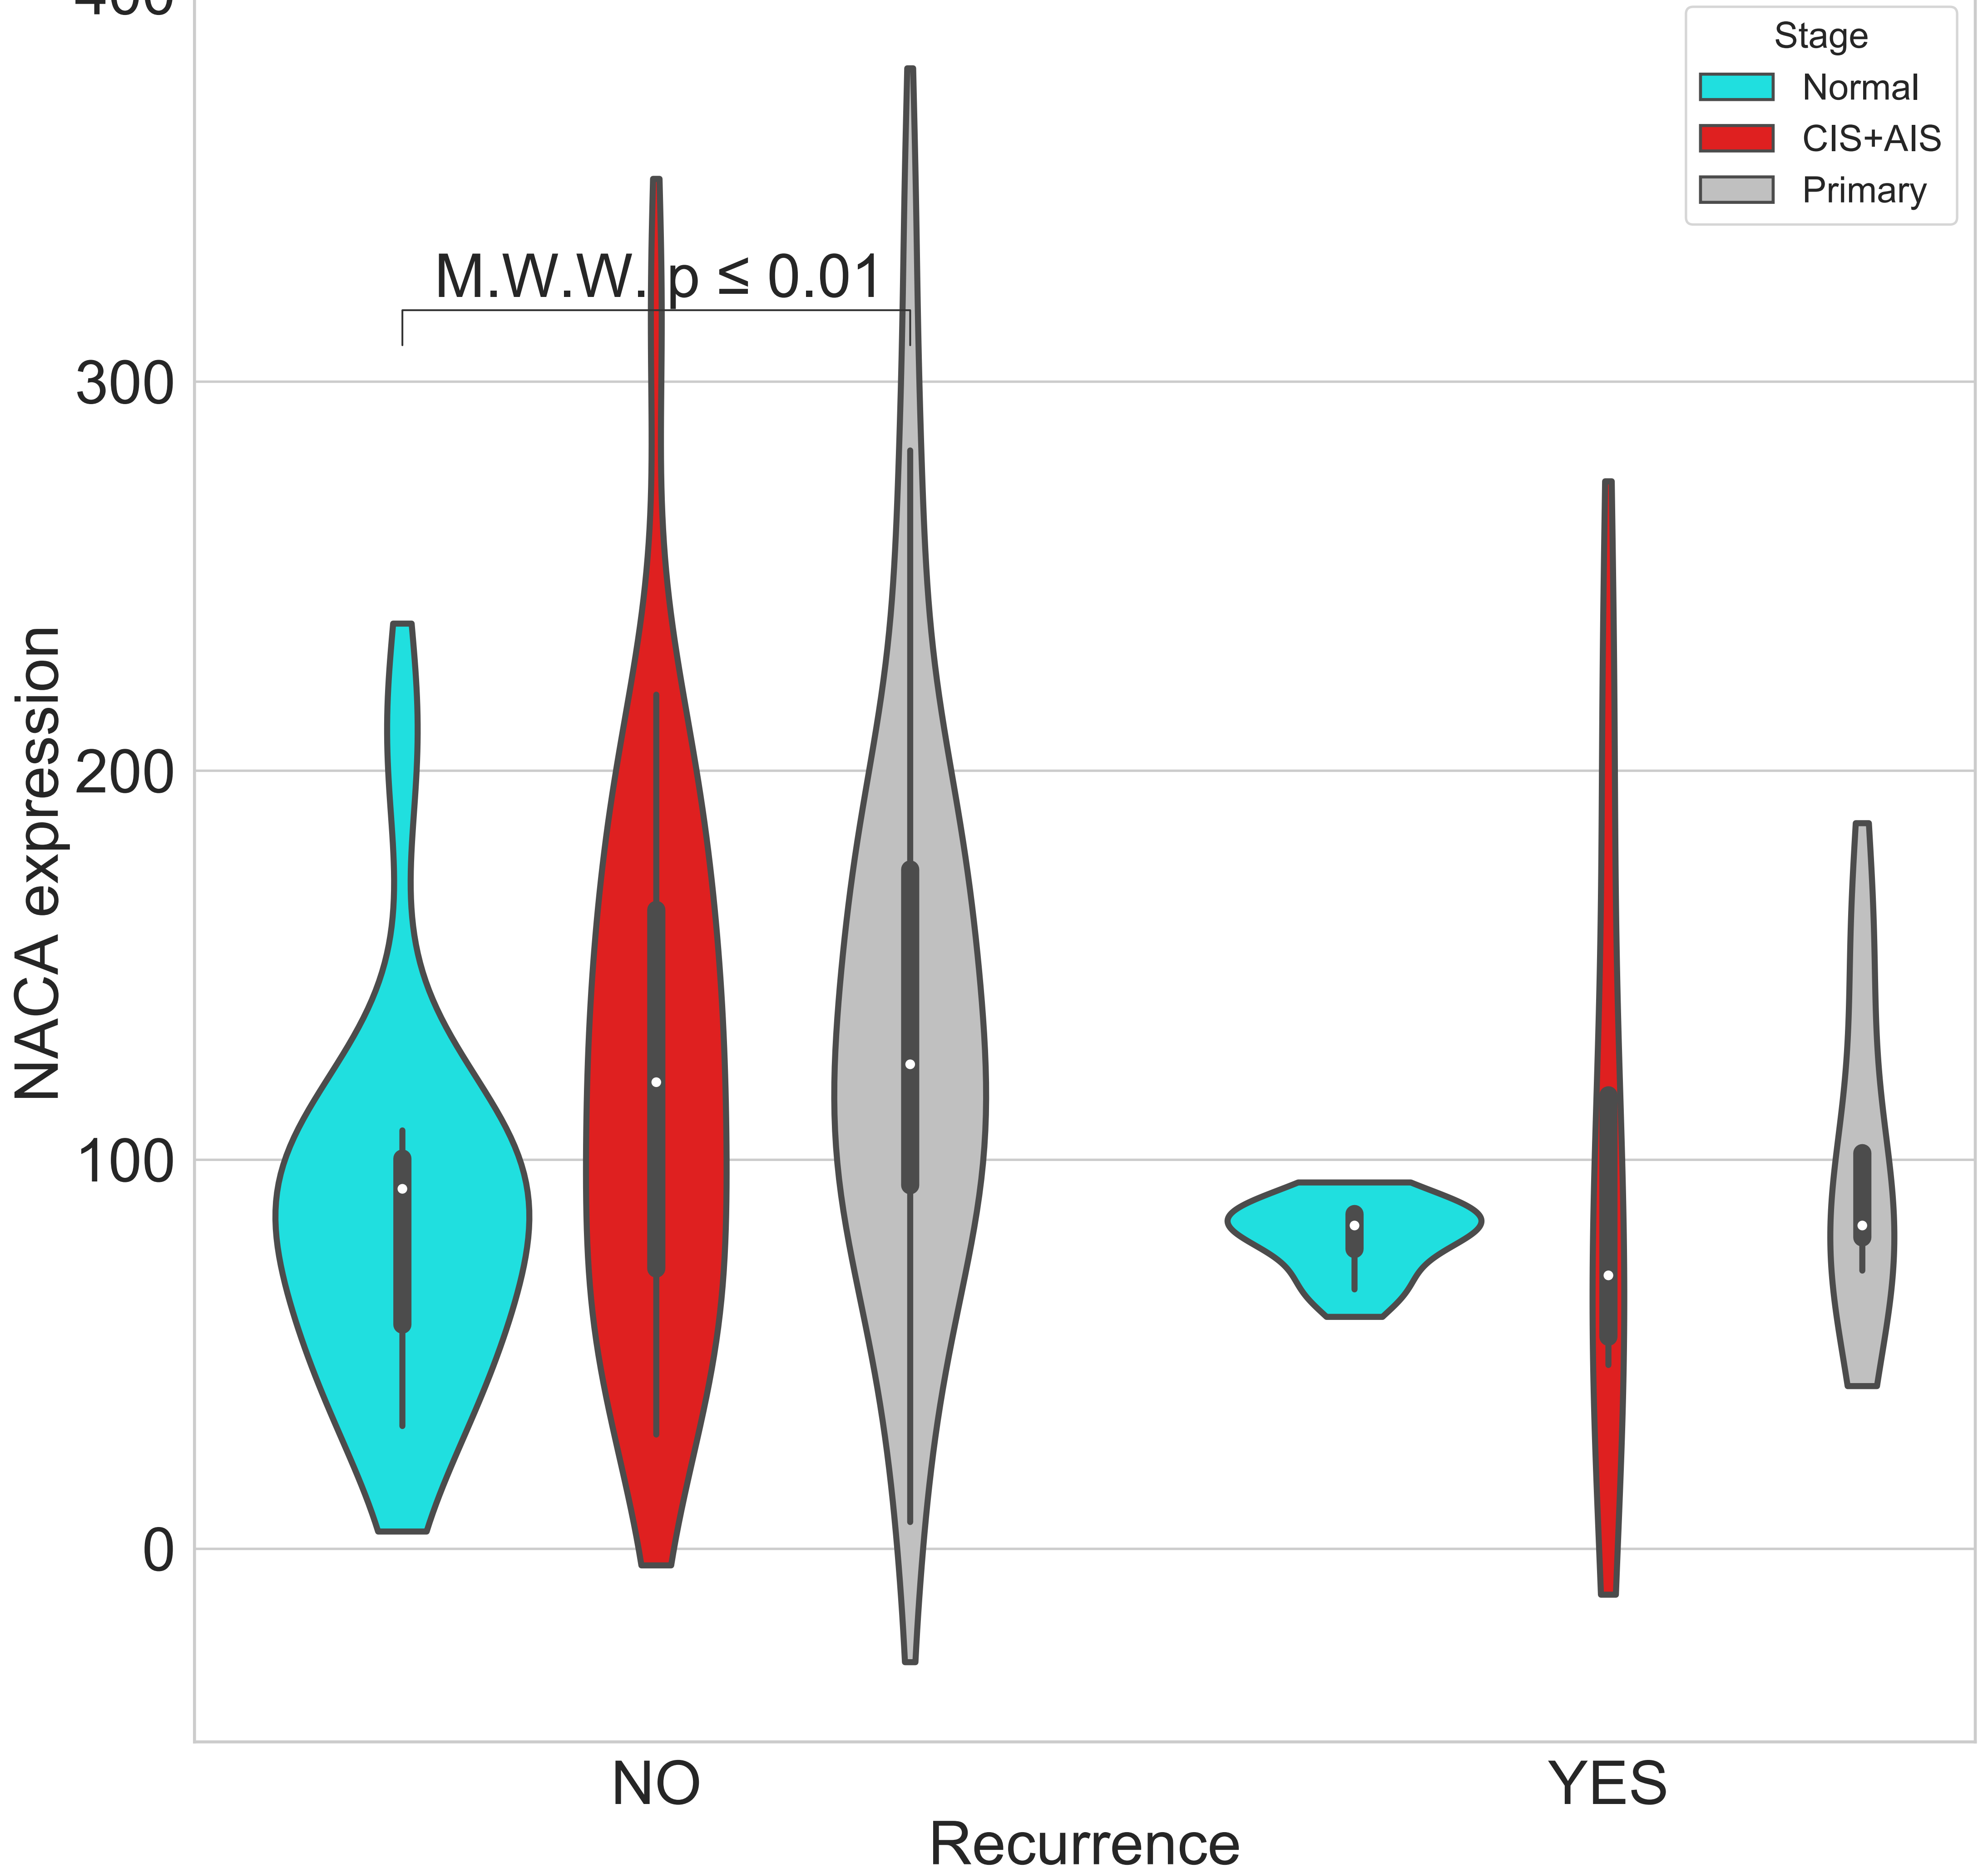 400
Stage
Normal
CIS+AIS
Primary
M.W.W. p ≤ 0.01
300
200
100
0
NACA expression
NO
YES
Recurrence